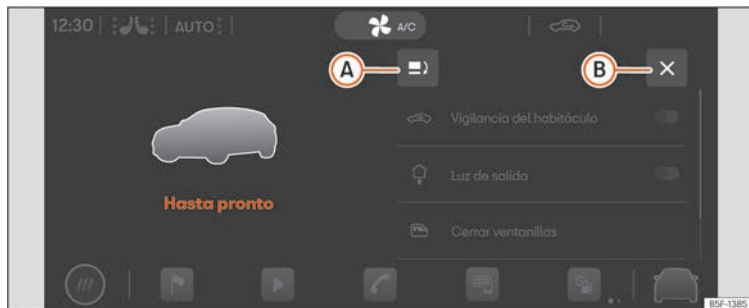 12:30 AUTO A/C
A
B
Vigilancia del habitáculo
Luz de salida
Hasta pronto
Cerrar ventanillas
B5F-1385